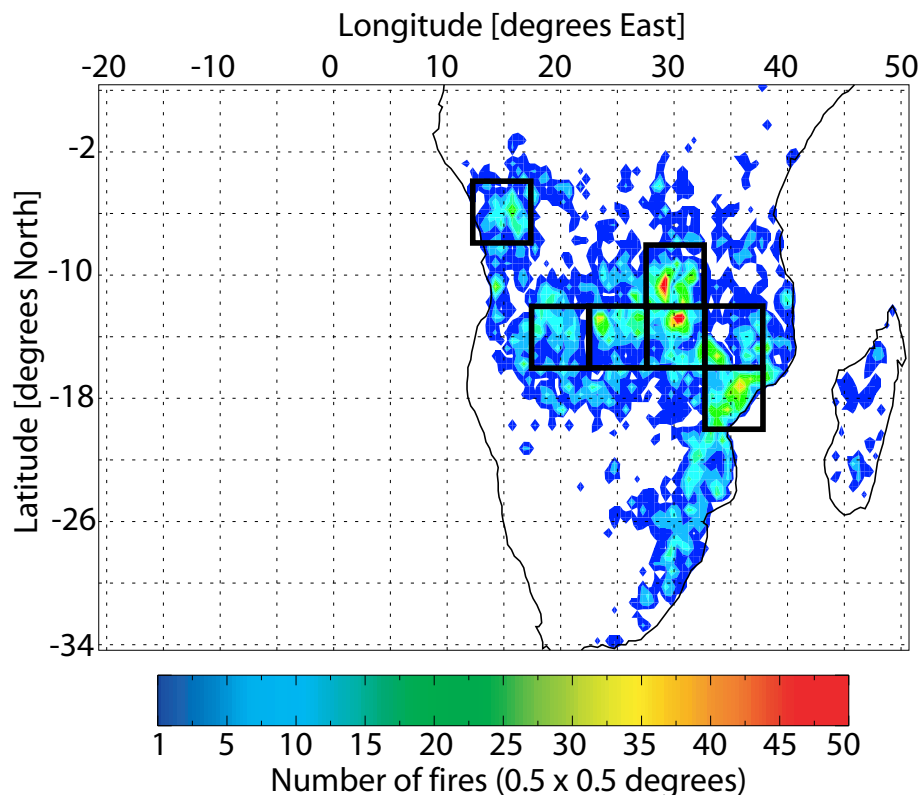 Longitude [degrees East]
-20 -10 0 10 20 30 40 50
Latitude [degrees North]
-2
-10
-18
-26
-34
1 5 10 15 20 25 30 35 40 45 50
Number of fires (0.5 x 0.5 degrees)